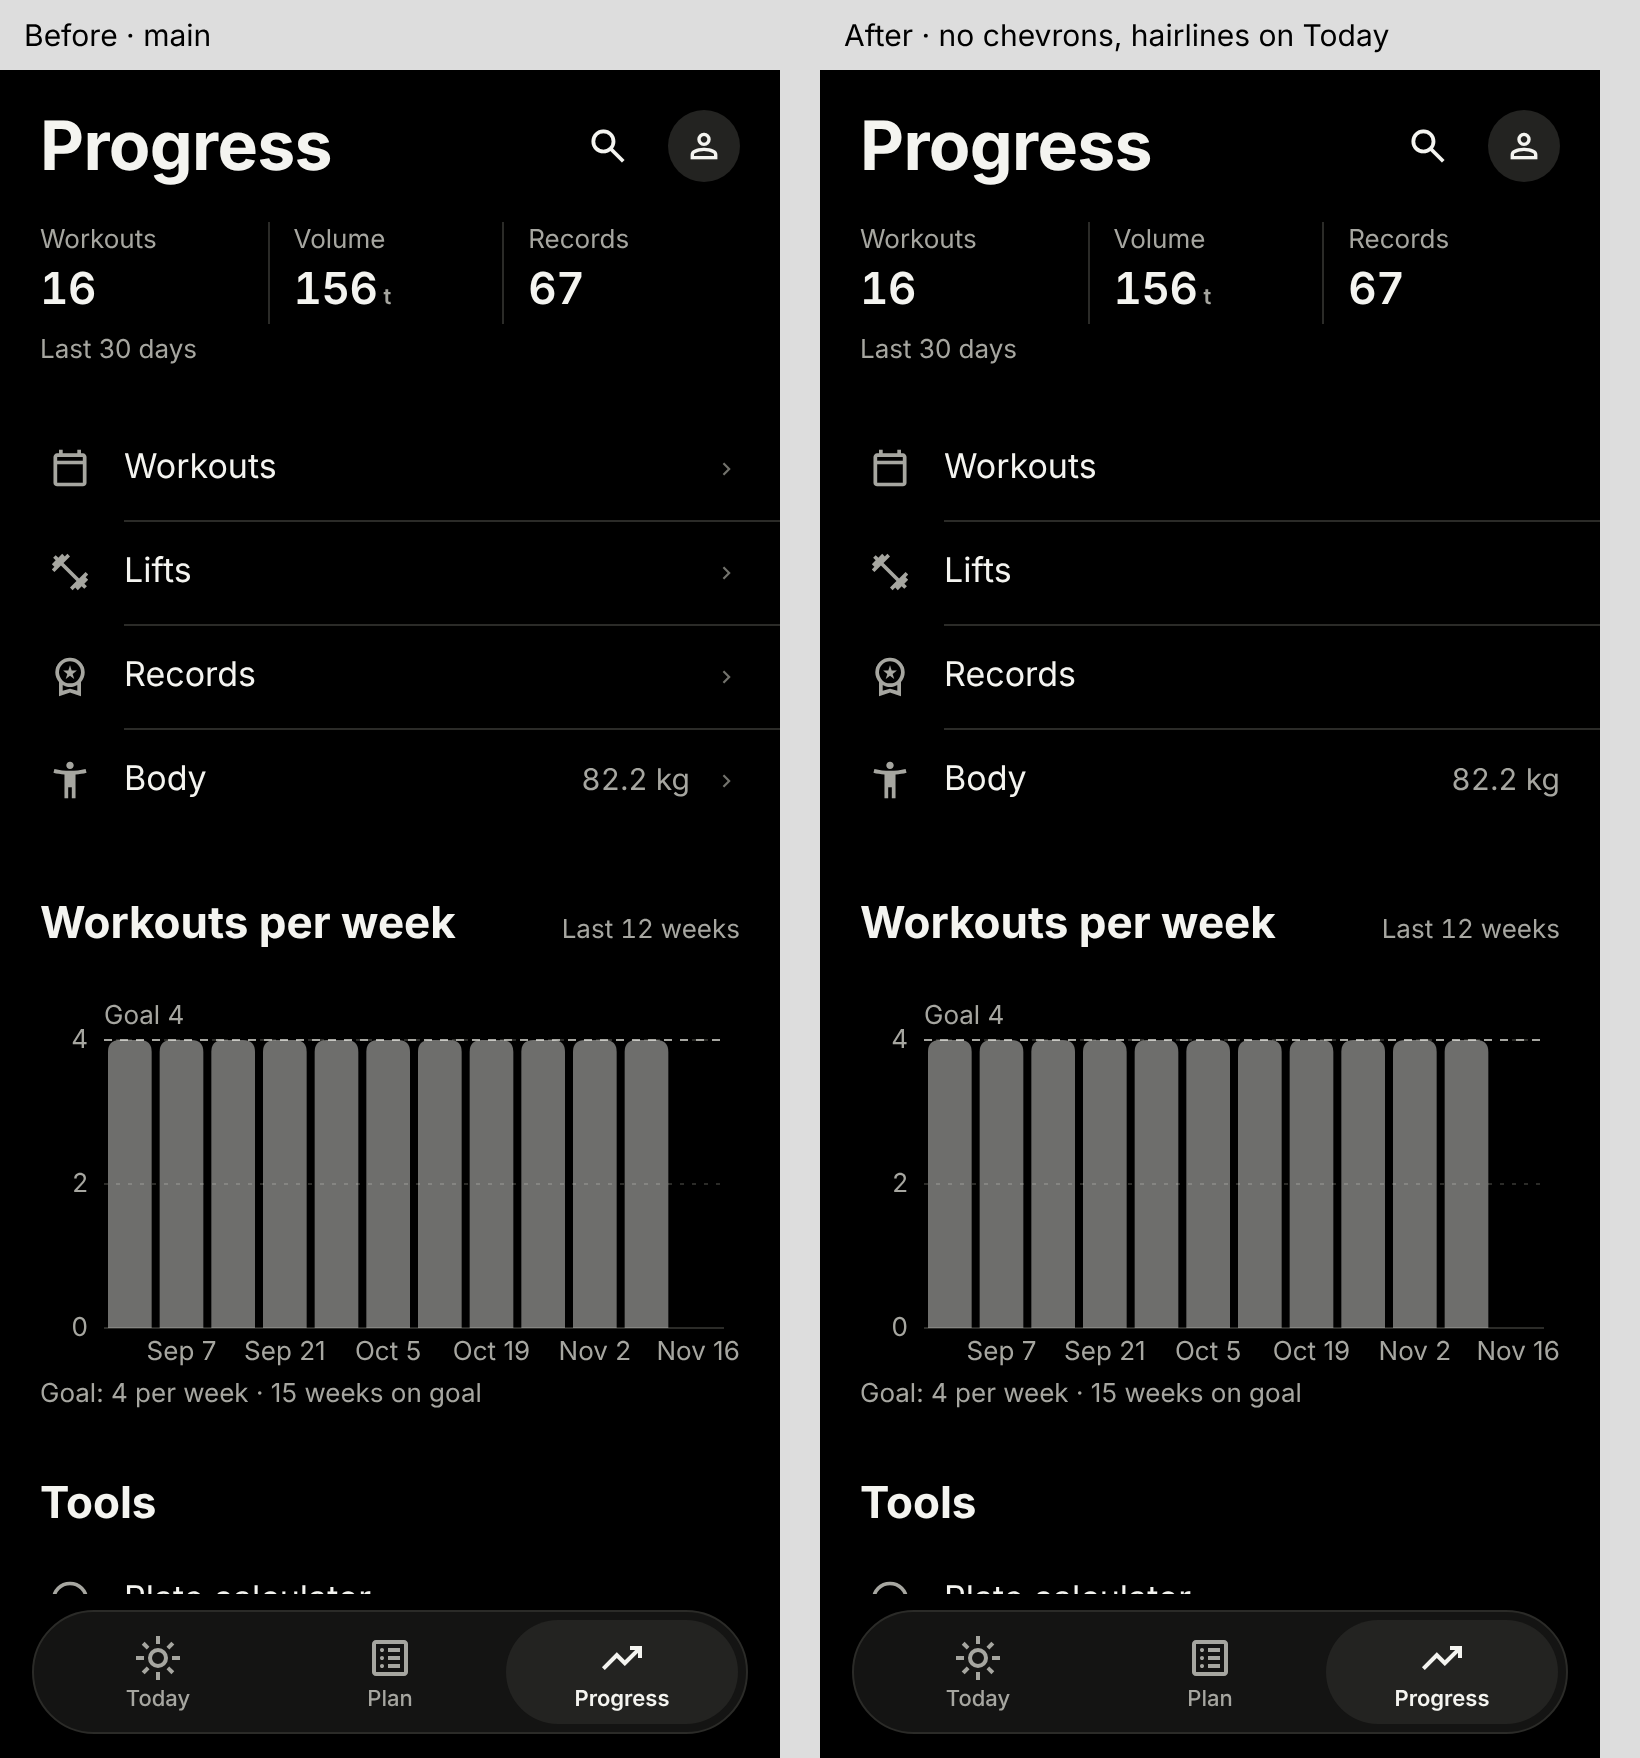 Before · main
Progress
Workouts Volume Records
16 156 t 67
Last 30 days
Workouts
Lifts
Records
Body 82.2 kg
Workouts per week Last 12 weeks
Goal 4
4
2
0
Sep 7 Sep 21 Oct 5 Oct 19 Nov 2 Nov 16
Goal: 4 per week · 15 weeks on goal
Tools
Plate calculator
Today Plan Progress
After · no chevrons, hairlines on Today
Progress
Workouts Volume Records
16 156 t 67
Last 30 days
Workouts
Lifts
Records
Body 82.2 kg
Workouts per week Last 12 weeks
Goal 4
4
2
0
Sep 7 Sep 21 Oct 5 Oct 19 Nov 2 Nov 16
Goal: 4 per week · 15 weeks on goal
Tools
Plate calculator
Today Plan Progress